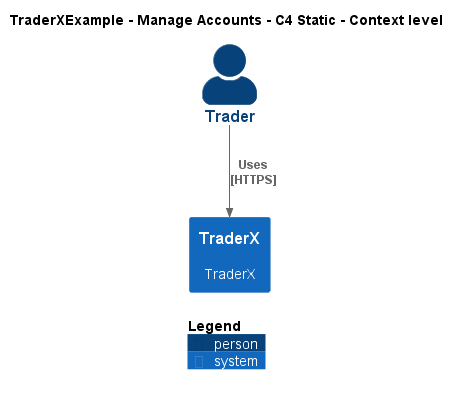 TraderXExample - Manage Accounts - C4 Static - Context level
Trader
Uses
[HTTPS]
TraderX
TraderX
Legend
person
system